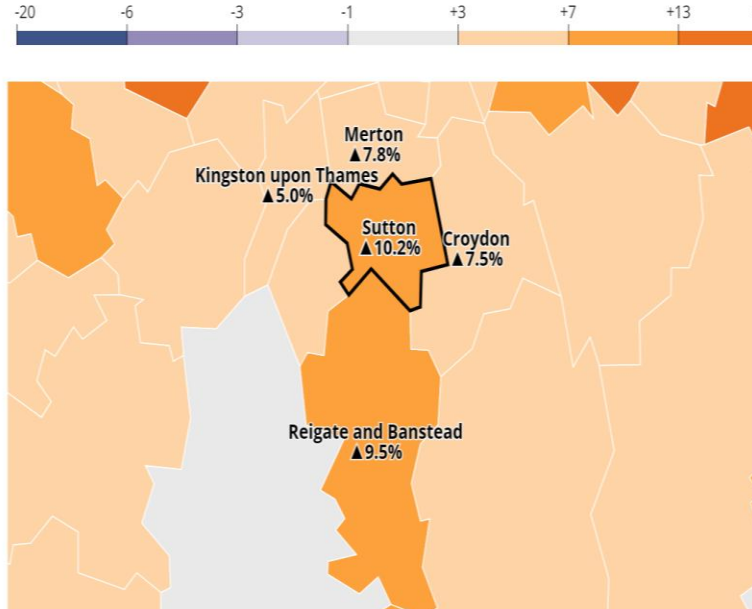 -20 -6 -3 -1 +3 +7 +13
Merton
▲7.8%
Kingston upon Thames
▲5.0%
Sutton
▲10.2%
Croydon
▲7.5%
Reigate and Banstead
▲9.5%